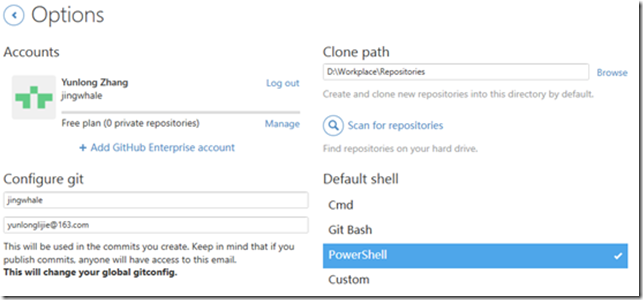 Options
Accounts
Yunlong Zhang
Log out
jingwhale
Free plan (0 private repositories)
Manage
+ Add GitHub Enterprise account
Configure git
jingwhale
yunlonglijie@163.com
This will be used in the commits you create. Keep in mind that if you
publish commits, anyone will have access to this email.
This will change your global gitconfig.
Clone path
D:\Workplace\Repositories
Browse
Create and clone new repositories into this directory by default.
Scan for repositories
Find repositories on your hard drive.
Default shell
Cmd
Git Bash
PowerShell
Custom